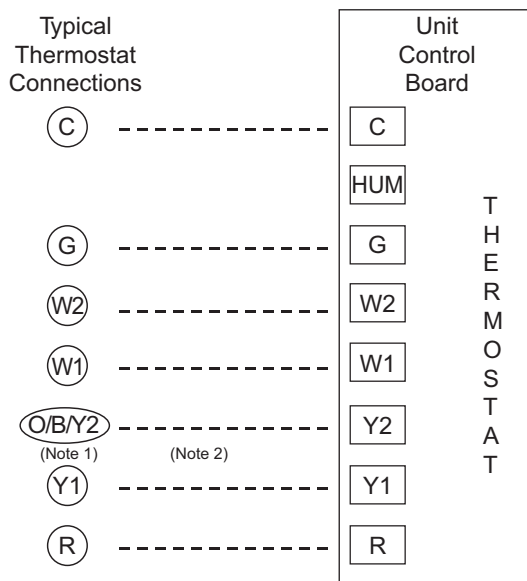 Typical
Thermostat
Connections
Unit
Control
Board
C
C
HUM
G
G
W2
W2
W1
W1
O/B/Y2
Y2
(Note 1)
(Note 2)
Y1
Y1
R
R
T
H
E
R
M
O
S
T
A
T